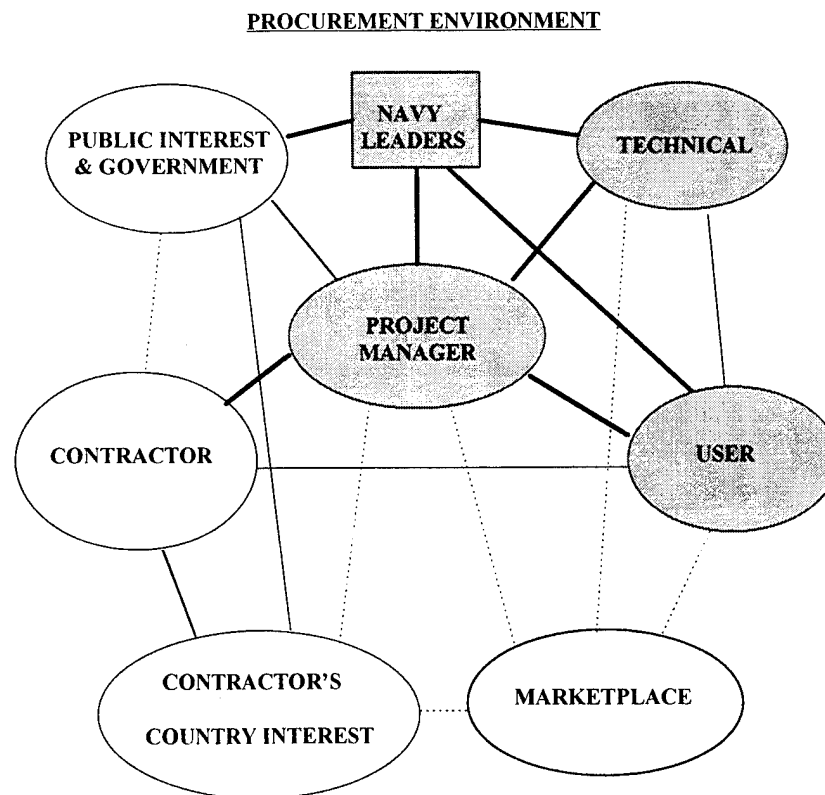 PROCUREMENT ENVIRONMENT
NAVY
LEADERS
PUBLIC INTEREST
& GOVERNMENT
TECHNICAL
PROJECT
MANAGER
CONTRACTOR
USER
CONTRACTOR’S
COUNTRY INTEREST
MARKETPLACE